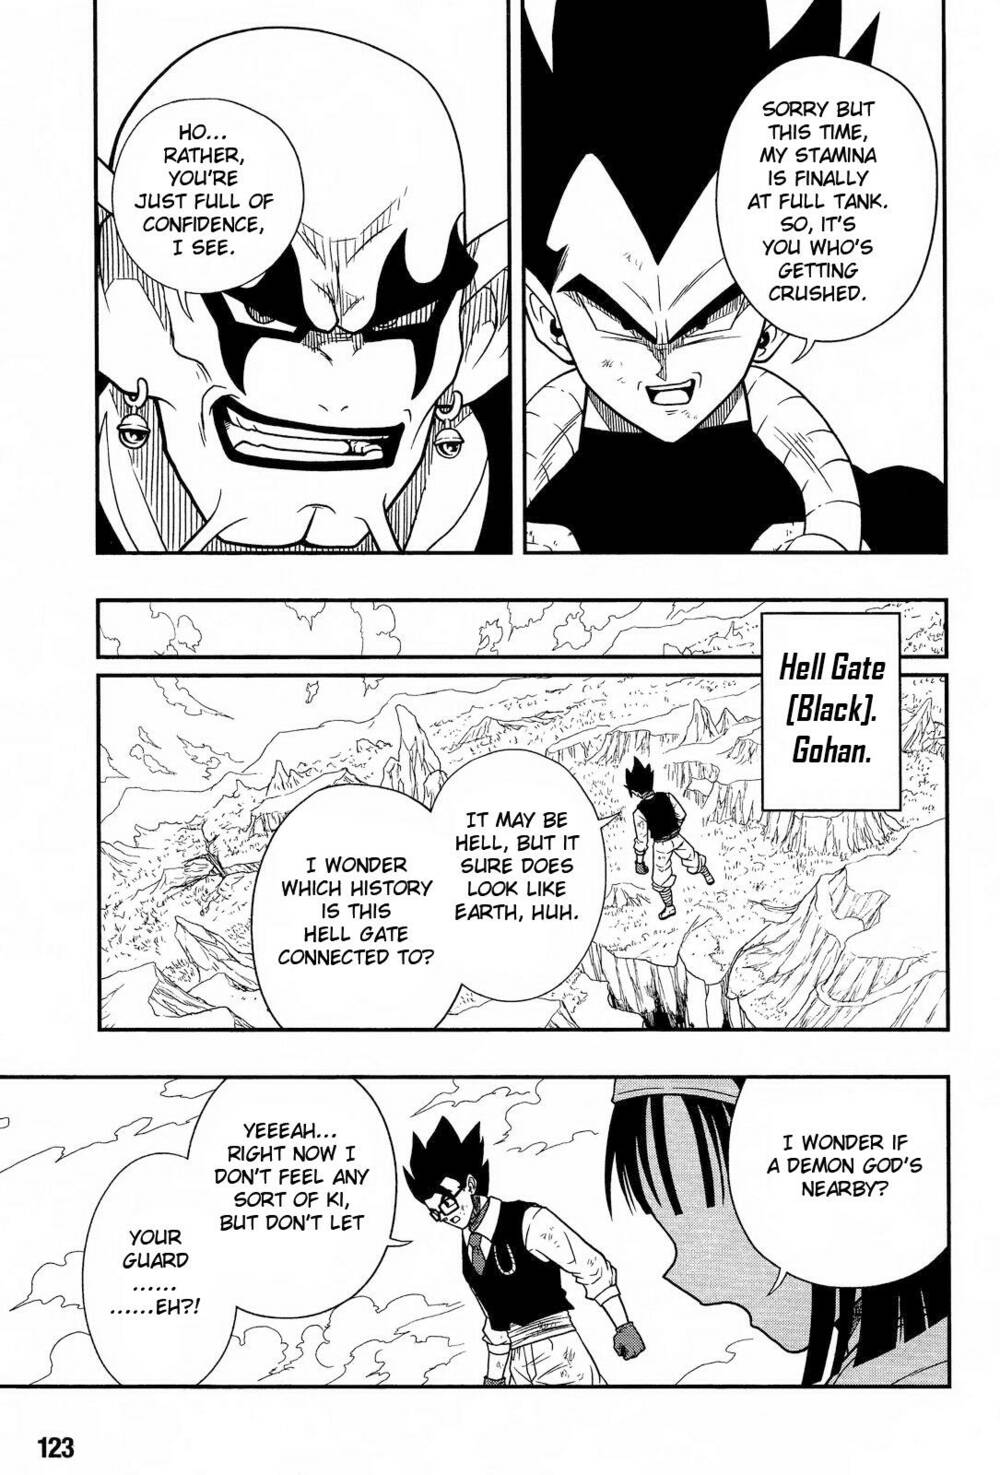 SORRY BUT
THIS TIME,
MY STAMINA
IS FINALLY
AT FULL TANK.
SO, IT'S
YOU WHO'S
GETTING
CRUSHED.
HO...
RATHER,
YOU'RE
JUST FULL OF
CONFIDENCE,
I SEE.
Hell Gate
[Black].
Gohan.
IT MAY BE
HELL, BUT IT
SURE DOES
LOOK LIKE
EARTH, HUH.
I WONDER
WHICH HISTORY
IS THIS
HELL GATE
CONNECTED TO?
I WONDER IF
A DEMON GOD'S
NEARBY?
YEEEAH...
RIGHT NOW I
DON'T FEEL ANY
SORT OF KI,
BUT DON'T LET
YOUR
GUARD
......
......EH?!
123